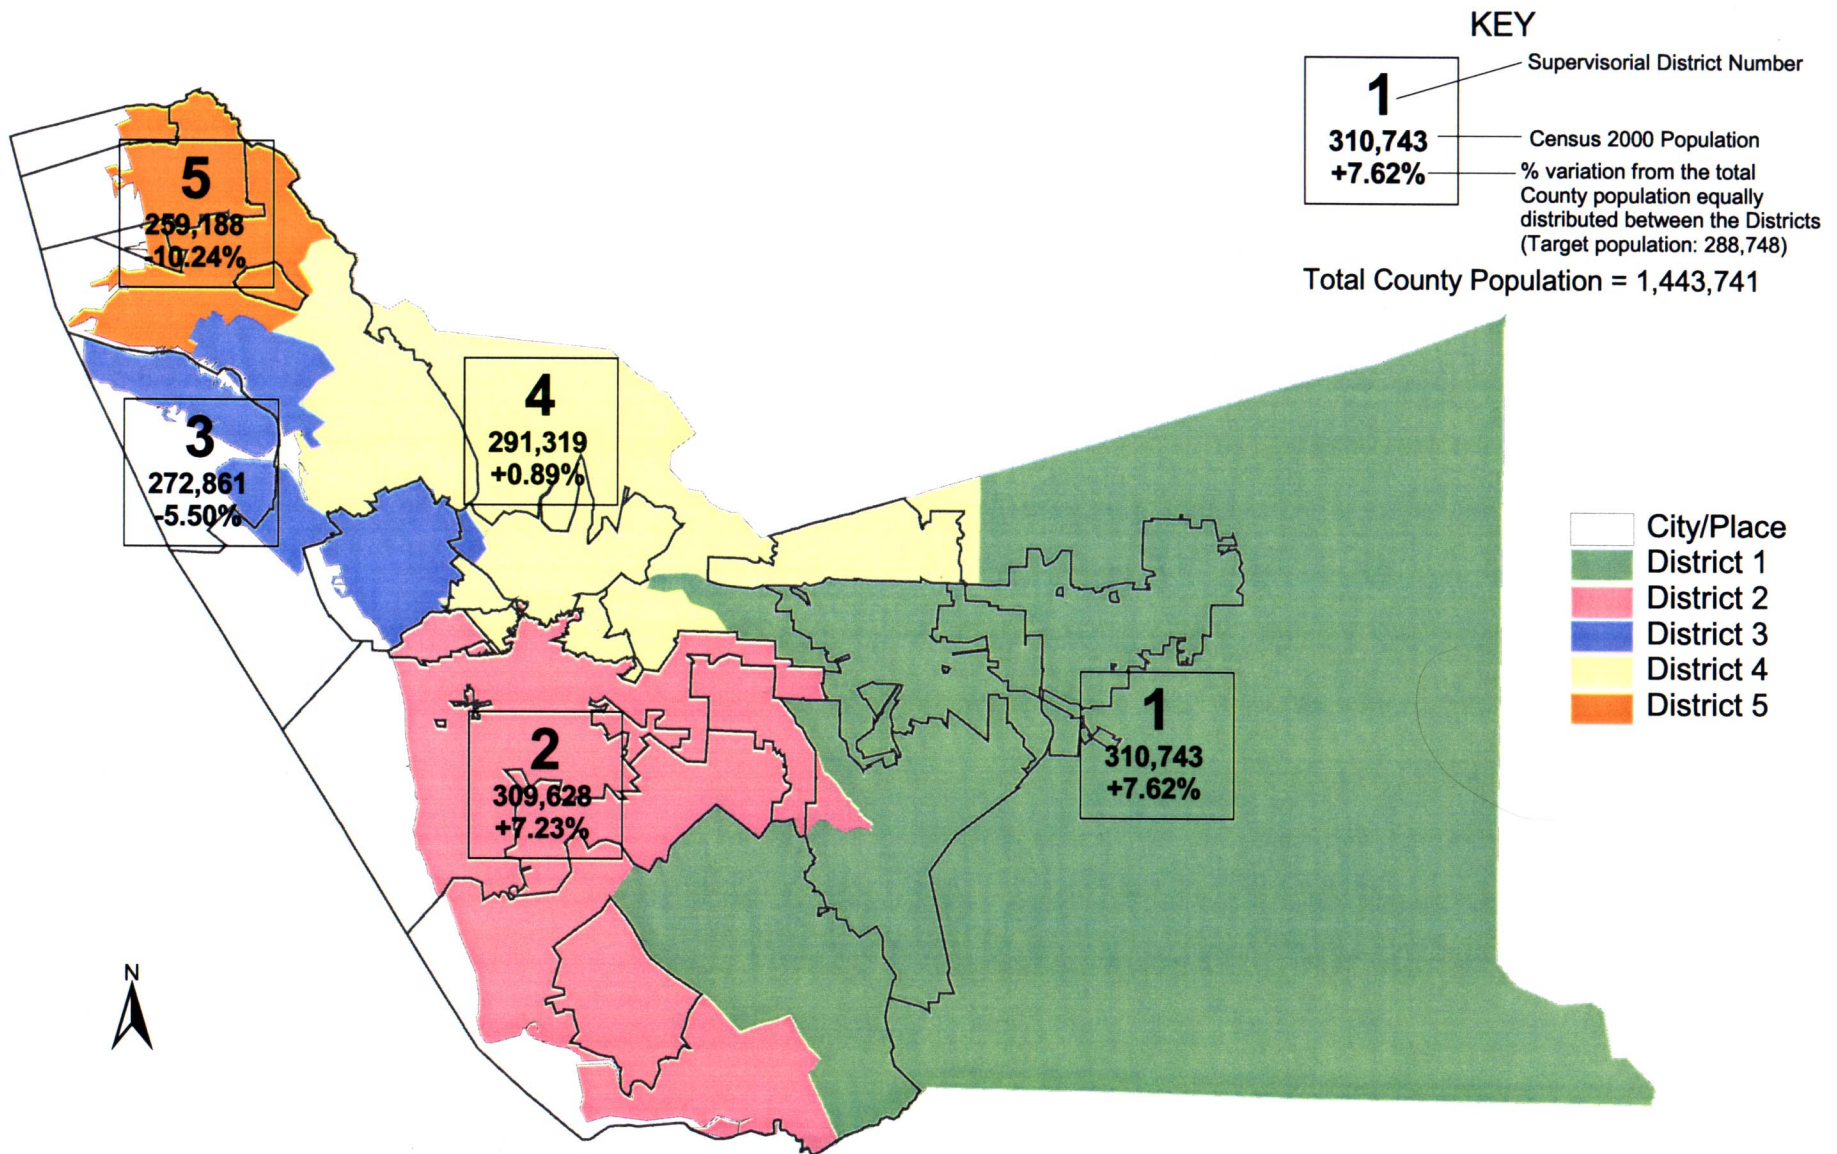 KEY
1
310,743
+7.62%
Supervisorial District Number
Census 2000 Population
% variation from the total
County population equally
distributed between the Districts
(Target population: 288,748)
Total County Population = 1,443,741
5
259,188
-10.24%
4
291,319
+0.89%
3
272,861
-5.50%
1
310,743
+7.62%
2
309,628
+7.23%
City/Place
District 1
District 2
District 3
District 4
District 5
N